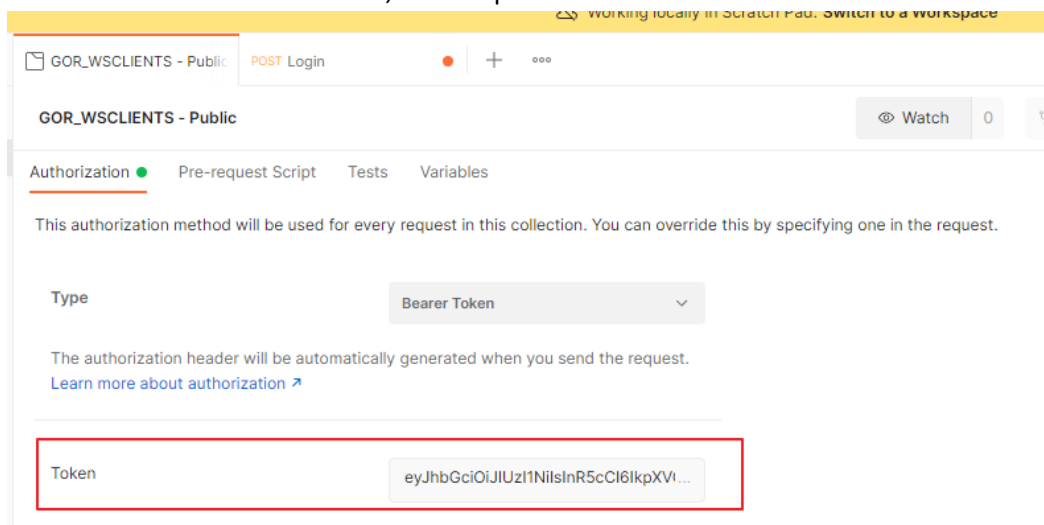 Working locally in Scratch Pad. Switch to a Workspace
GOR_WSCLIENTS - Public POST Login
GOR_WSCLIENTS - Public Watch 0
Authorization Pre-request Script Tests Variables
This authorization method will be used for every request in this collection. You can override this by specifying one in the request.
Type Bearer Token
The authorization header will be automatically generated when you send the request.
Learn more about authorization ↗
Token eyJhbGciOiJIUzI1NiIsInR5cCI6IkpXV(...